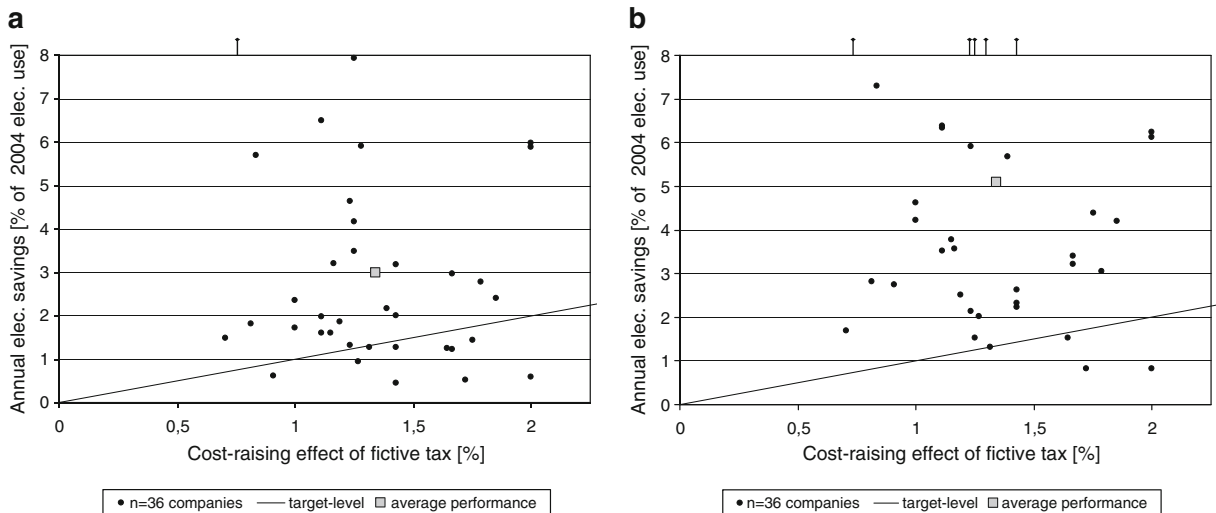 a
Annual elec. savings [% of 2004 elec. use]
8
7
6
5
4
3
2
1
0
0 0,5 1 1,5 2
Cost-raising effect of fictive tax [%]
n=36 companies target-level average performance
b
Annual elec. savings [% of 2004 elec. use]
8
7
6
5
4
3
2
1
0
0 0,5 1 1,5 2
Cost-raising effect of fictive tax [%]
n=36 companies target-level average performance